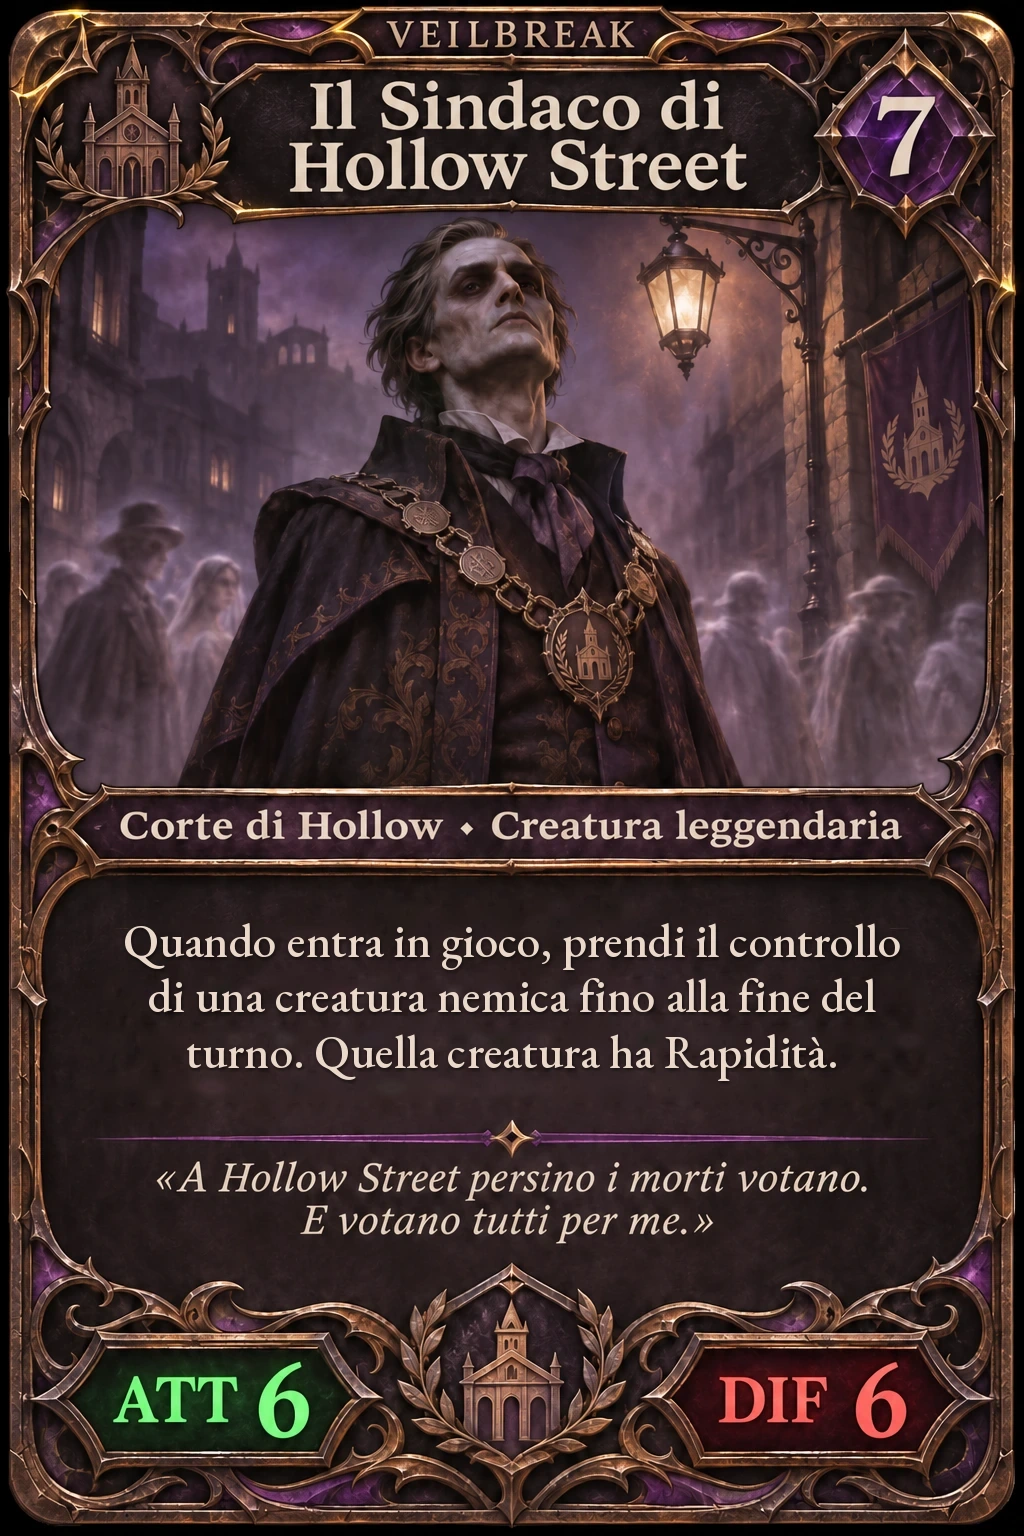 VEILBREAK
Il Sindaco di
Hollow Street
7
Corte di Hollow ⬩ Creatura leggendaria
Quando entra in gioco, prendi il controllo
di una creatura nemica fino alla fine del
turno. Quella creatura ha Rapidità.
«A Hollow Street persino i morti votano.
E votano tutti per me.»
ATT 6
DIF 6